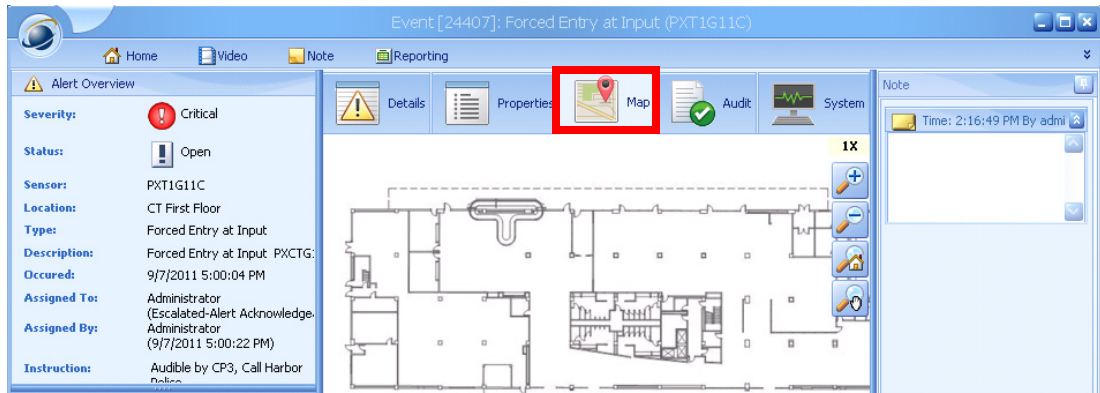 Event [24407]: Forced Entry at Input (PXT1G11C)
Home Video Note Reporting
Alert Overview
Severity: Critical
Status: Open
Sensor: PXT1G11C
Location: CT First Floor
Type: Forced Entry at Input
Description: Forced Entry at Input PXCTG
Occured: 9/7/2011 5:00:04 PM
Assigned To: Administrator
(Escalated-Alert Acknowledge
Assigned By: Administrator
(9/7/2011 5:00:22 PM)
Instruction: Audible by CP3, Call Harbor
Police
Details Properties Map Audit System
1X
Note
Time: 2:16:49 PM By admi